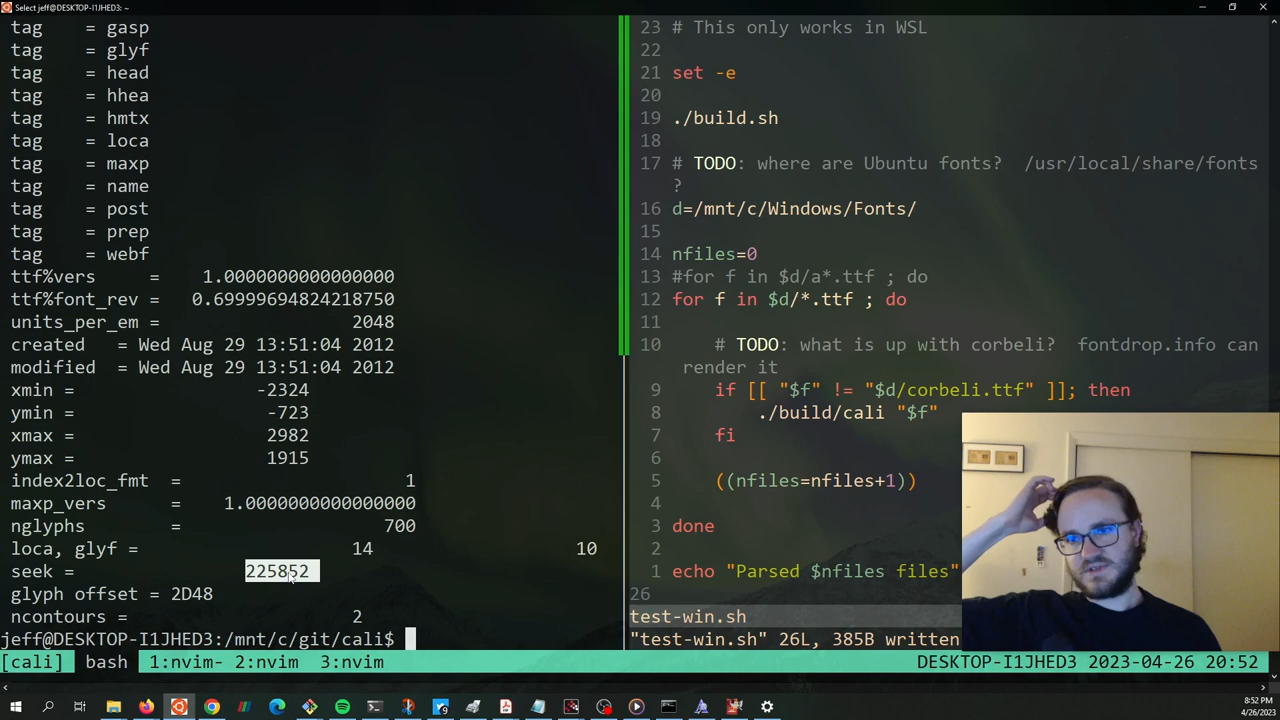 Select jeff@DESKTOP-I1JHED3: ~
tag    = gasp
tag    = glyf
tag    = head
tag    = hhea
tag    = hmtx
tag    = loca
tag    = maxp
tag    = name
tag    = post
tag    = prep
tag    = webf
ttf%vers     =    1.0000000000000000
ttf%font_rev =   0.69999694824218750
units_per_em =                  2048
created   = Wed Aug 29 13:51:04 2012
modified  = Wed Aug 29 13:51:04 2012
xmin =                 -2324
ymin =                  -723
xmax =                  2982
ymax =                  1915
index2loc_fmt  =                     1
maxp_vers  =    1.0000000000000000
nglyphs    =                   700
loca, glyf =                    14                   10
seek =                225852
glyph offset = 2D48
ncontours  =                2
jeff@DESKTOP-I1JHED3:/mnt/c/git/cali$
23 # This only works in WSL
22
21 set -e
20
19 ./build.sh
18
17 # TODO: where are Ubuntu fonts?  /usr/local/share/fonts
?
16 d=/mnt/c/Windows/Fonts/
15
14 nfiles=0
13 #for f in $d/a*.ttf ; do
12 for f in $d/*.ttf ; do
11
10     # TODO: what is up with corbeli?  fontdrop.info can
render it
9     if [[ "$f" != "$d/corbeli.ttf" ]]; then
8         ./build/cali "$f"
7     fi
6
5     ((nfiles=nfiles+1))
4
3 done
2
1 echo "Parsed $nfiles files"
26
test-win.sh
"test-win.sh" 26L, 385B written
[cali]  bash  1:nvim- 2:nvim  3:nvim
DESKTOP-I1JHED3 2023-04-26 20:52
8:52 PM
4/26/2023